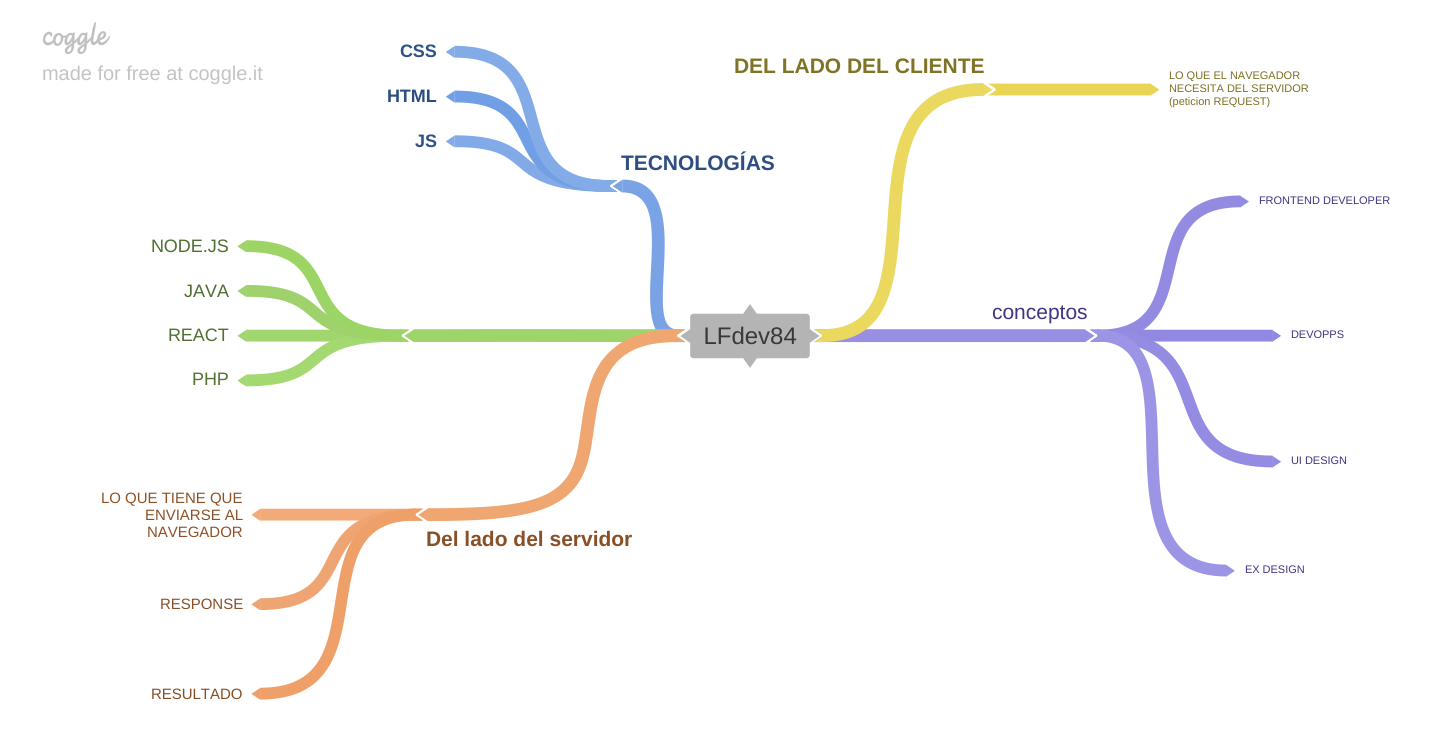 coggle
made for free at coggle.it
CSS
HTML
JS
TECNOLOGÍAS
DEL LADO DEL CLIENTE
LO QUE EL NAVEGADOR
NECESITA DEL SERVIDOR
(peticion REQUEST)
NODE.JS
JAVA
REACT
PHP
LFdev84
conceptos
FRONTEND DEVELOPER
DEVOPPS
UI DESIGN
EX DESIGN
LO QUE TIENE QUE
ENVIARSE AL
NAVEGADOR
Del lado del servidor
RESPONSE
RESULTADO